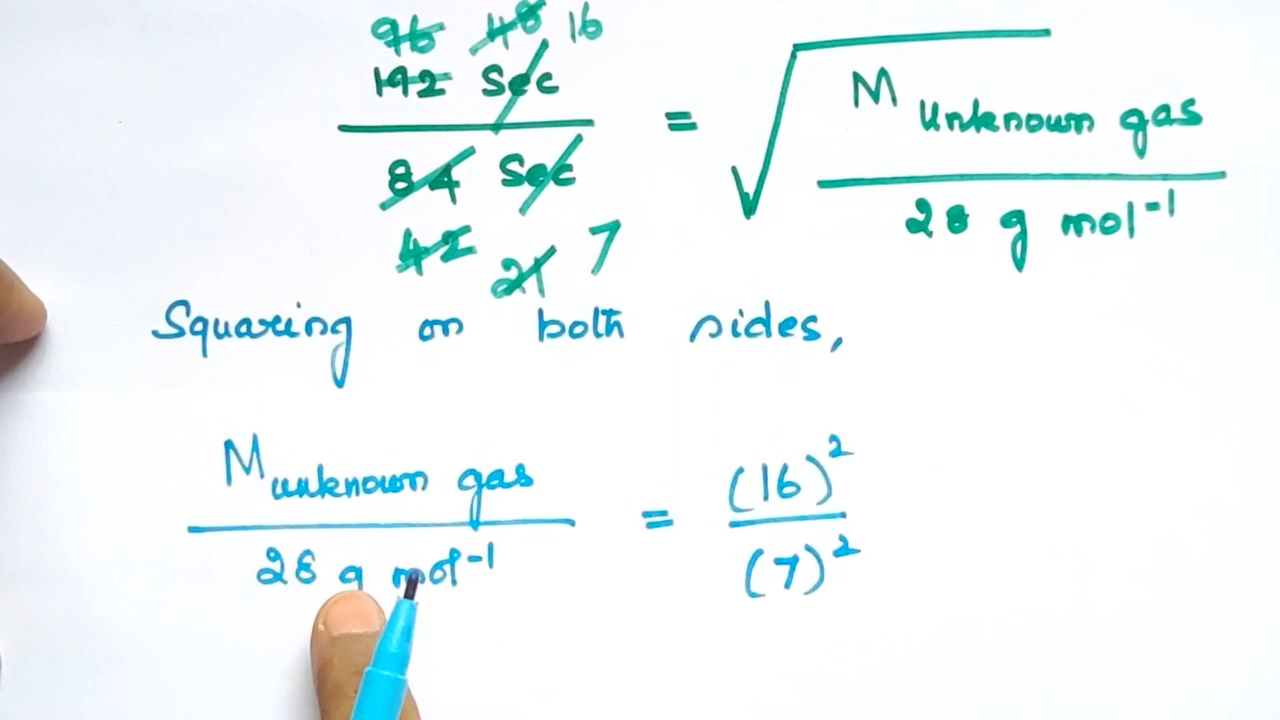 96 48 16
192 Sec
84 Sec
42 21 7
= √ M unknown gas
28 g mol⁻¹
Squaring on both sides,
M unknown gas
28 g mol⁻¹
= (16)²
(7)²